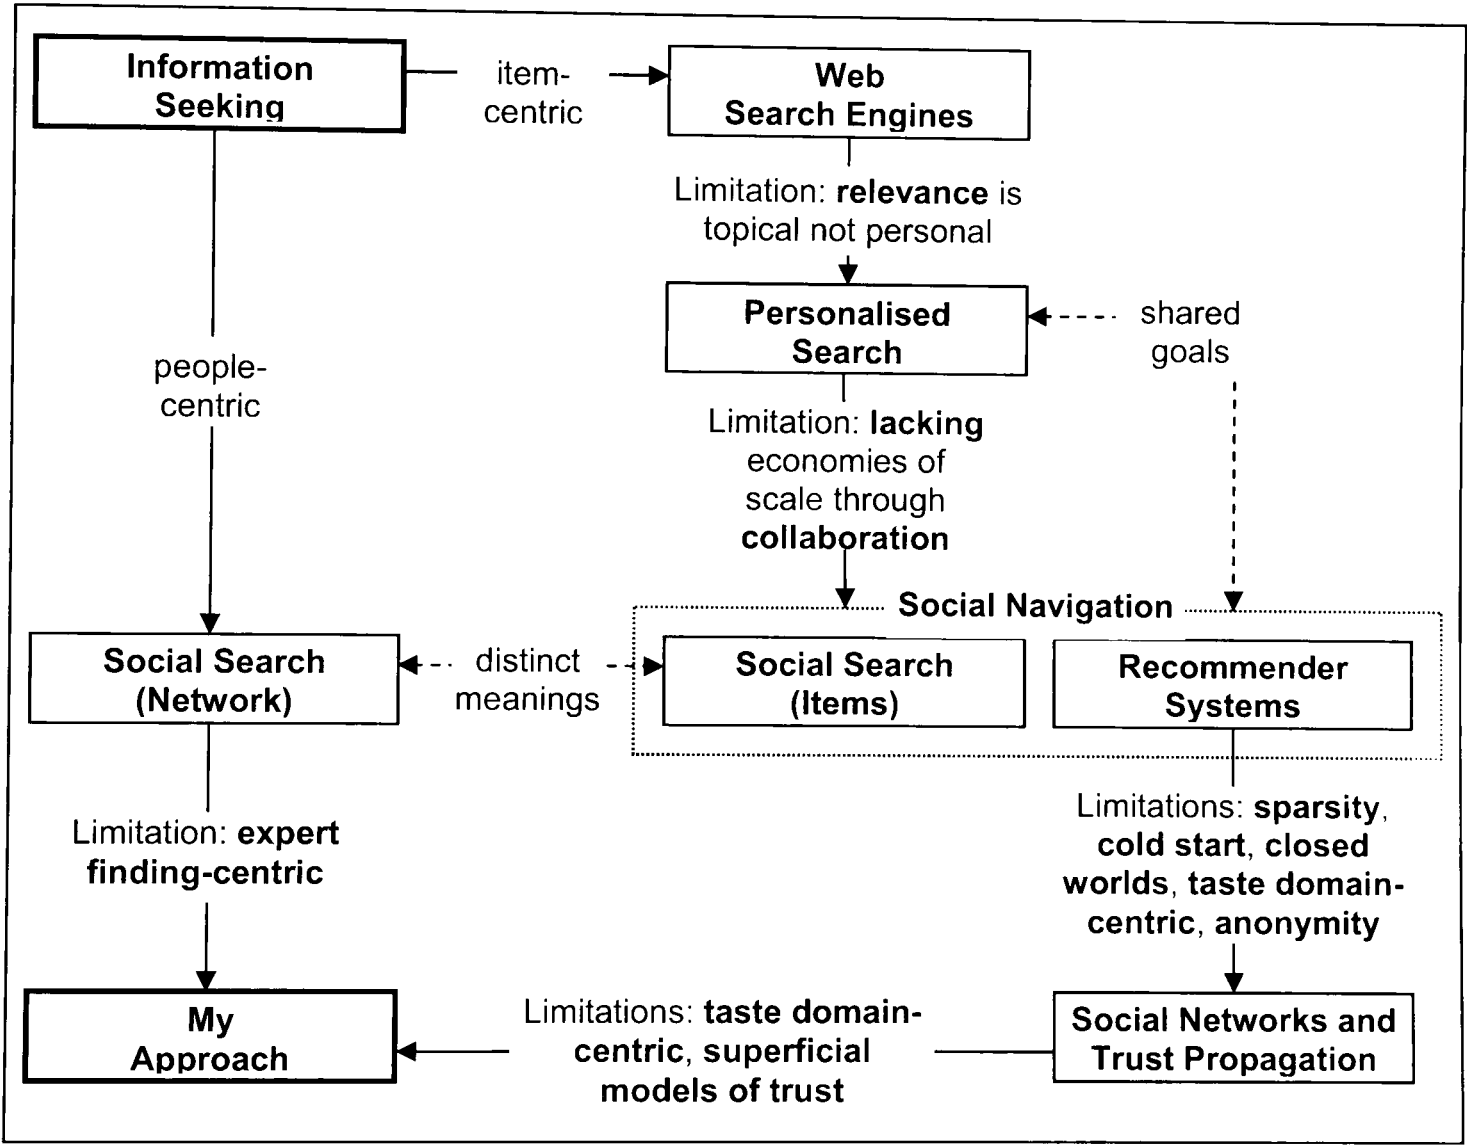 Information
Seeking
item-
centric
Web
Search Engines
Limitation: relevance is
topical not personal
Personalised
Search
shared
goals
people-
centric
Limitation: lacking
economies of
scale through
collaboration
Social Navigation
Social Search
(Network)
distinct
meanings
Social Search
(Items)
Recommender
Systems
Limitation: expert
finding-centric
Limitations: sparsity,
cold start, closed
worlds, taste domain-
centric, anonymity
My
Approach
Limitations: taste domain-
centric, superficial
models of trust
Social Networks and
Trust Propagation